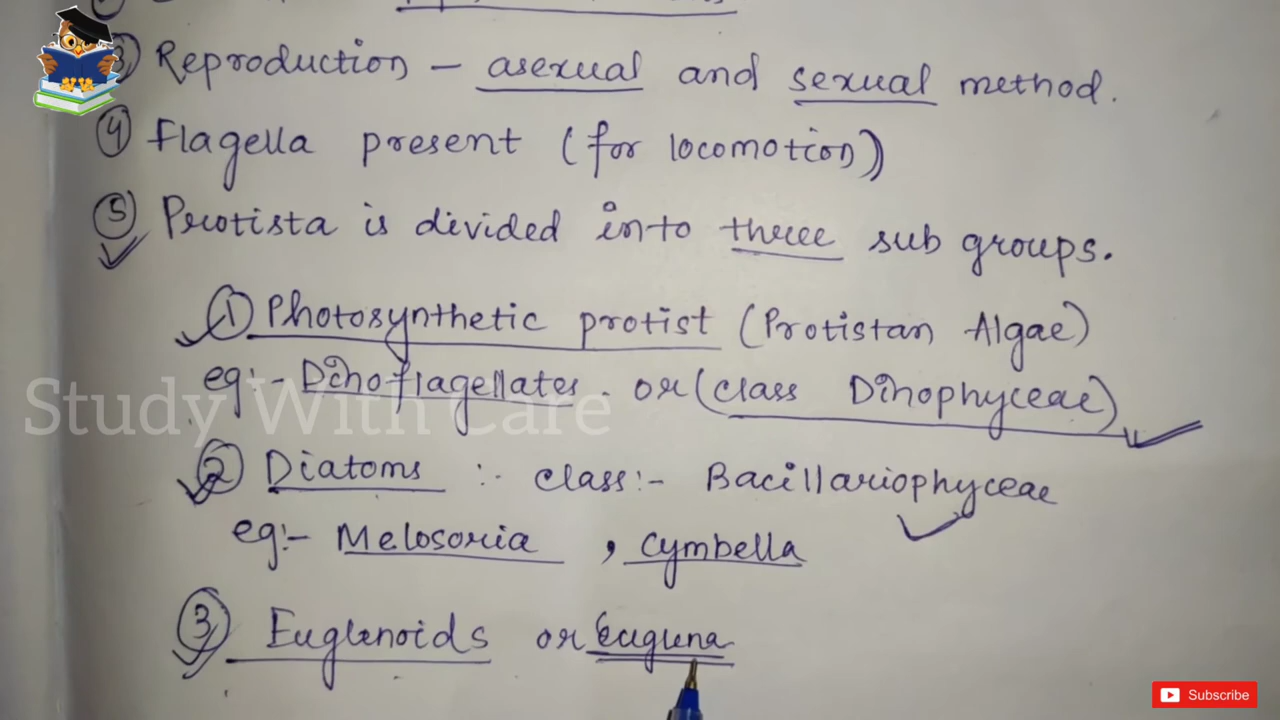 ③ Reproduction – asexual and sexual method.
④ Flagella present (for locomotion)
⑤ Protista is divided into three sub groups.
① Photosynthetic protist (Protistan Algae)
eg:- Dinoflagellates. or (class Dinophyceae)
Study With Care
② Diatoms :- class:- Bacillariophyceae
eg:- Melosoria, Cymbella
③ Euglenoids or Eugluna
Subscribe